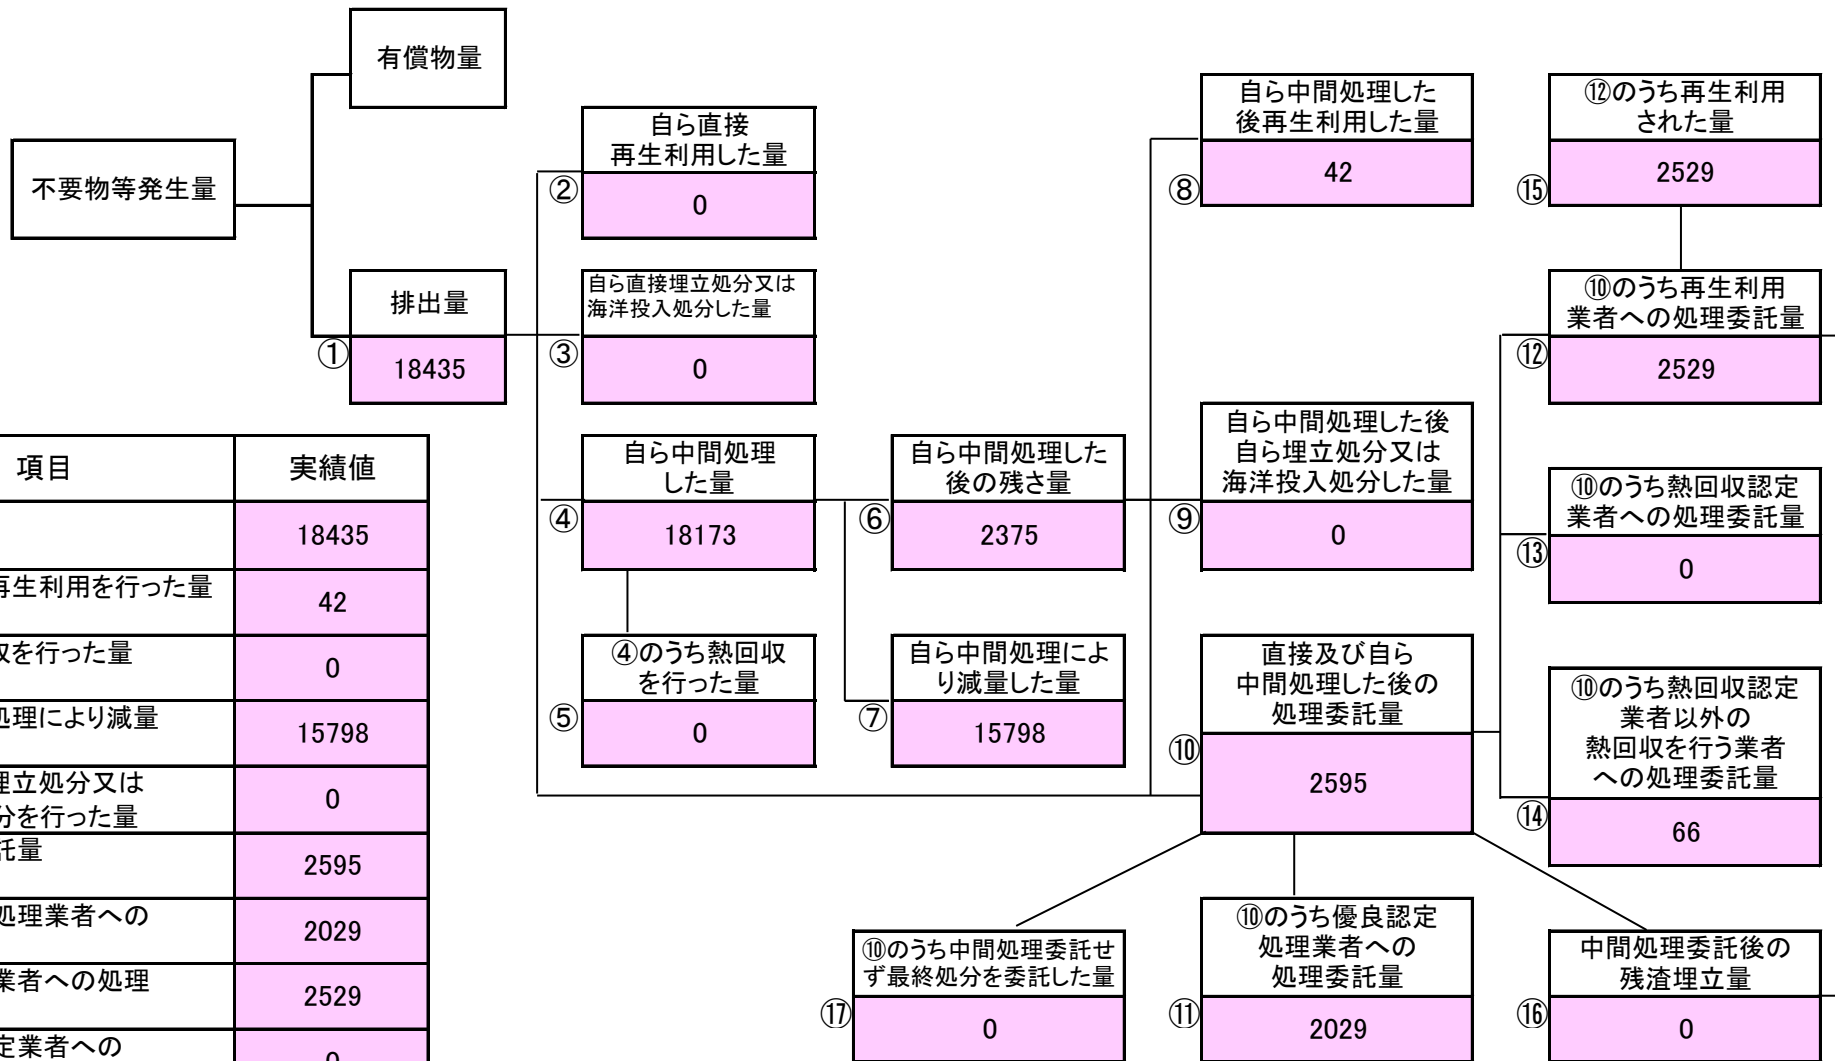 有償物量
不要物等発生量
排出量
①
18435
自ら直接
再生利用した量
②
0
自ら直接埋立処分又は
海洋投入処分した量
③
0
自ら中間処理
した量
④
18173
④のうち熱回収
を行った量
⑤
0
自ら中間処理した
後の残さ量
⑥
2375
自ら中間処理によ
り減量した量
⑦
15798
自ら中間処理した
後再生利用した量
⑧
42
自ら中間処理した後
自ら埋立処分又は
海洋投入処分した量
⑨
0
直接及び自ら
中間処理した後の
処理委託量
⑩
2595
⑫のうち再生利用
された量
⑮
2529
⑩のうち再生利用
業者への処理委託量
⑫
2529
⑩のうち熱回収認定
業者への処理委託量
⑬
0
⑩のうち熱回収認定
業者以外の
熱回収を行う業者
への処理委託量
⑭
66
⑩のうち中間処理委託せ
ず最終処分を委託した量
⑰
0
⑩のうち優良認定
処理業者への
処理委託量
⑪
2029
中間処理委託後の
残渣埋立量
⑯
0
項目 実績値
18435
再生利用を行った量 42
を行った量 0
処理により減量 15798
埋立処分又は
分を行った量 0
託量 2595
処理業者への 2029
業者への処理 2529
定業者への 0